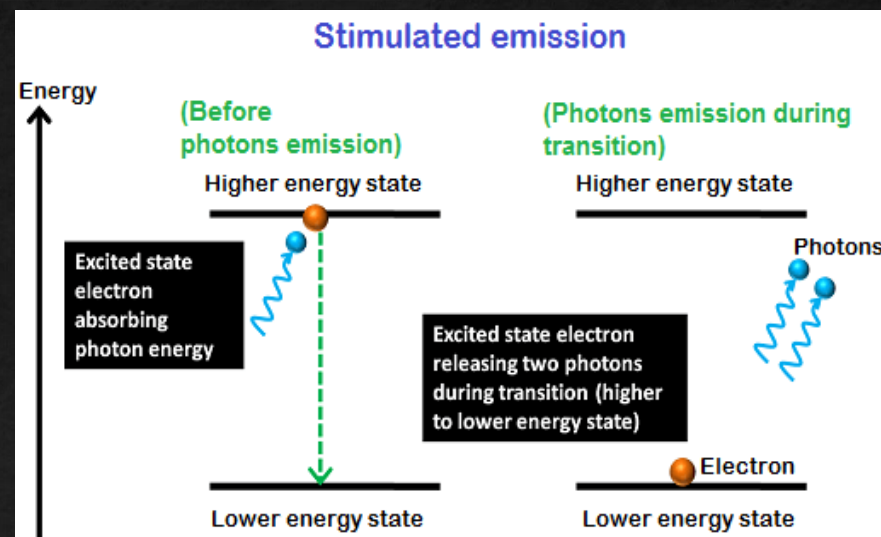 Stimulated emission
Energy
(Before
photons emission)
(Photons emission during
transition)
Higher energy state
Higher energy state
Photons
Excited state
electron
absorbing
photon energy
Excited state electron
releasing two photons
during transition (higher
to lower energy state)
Electron
Lower energy state
Lower energy state